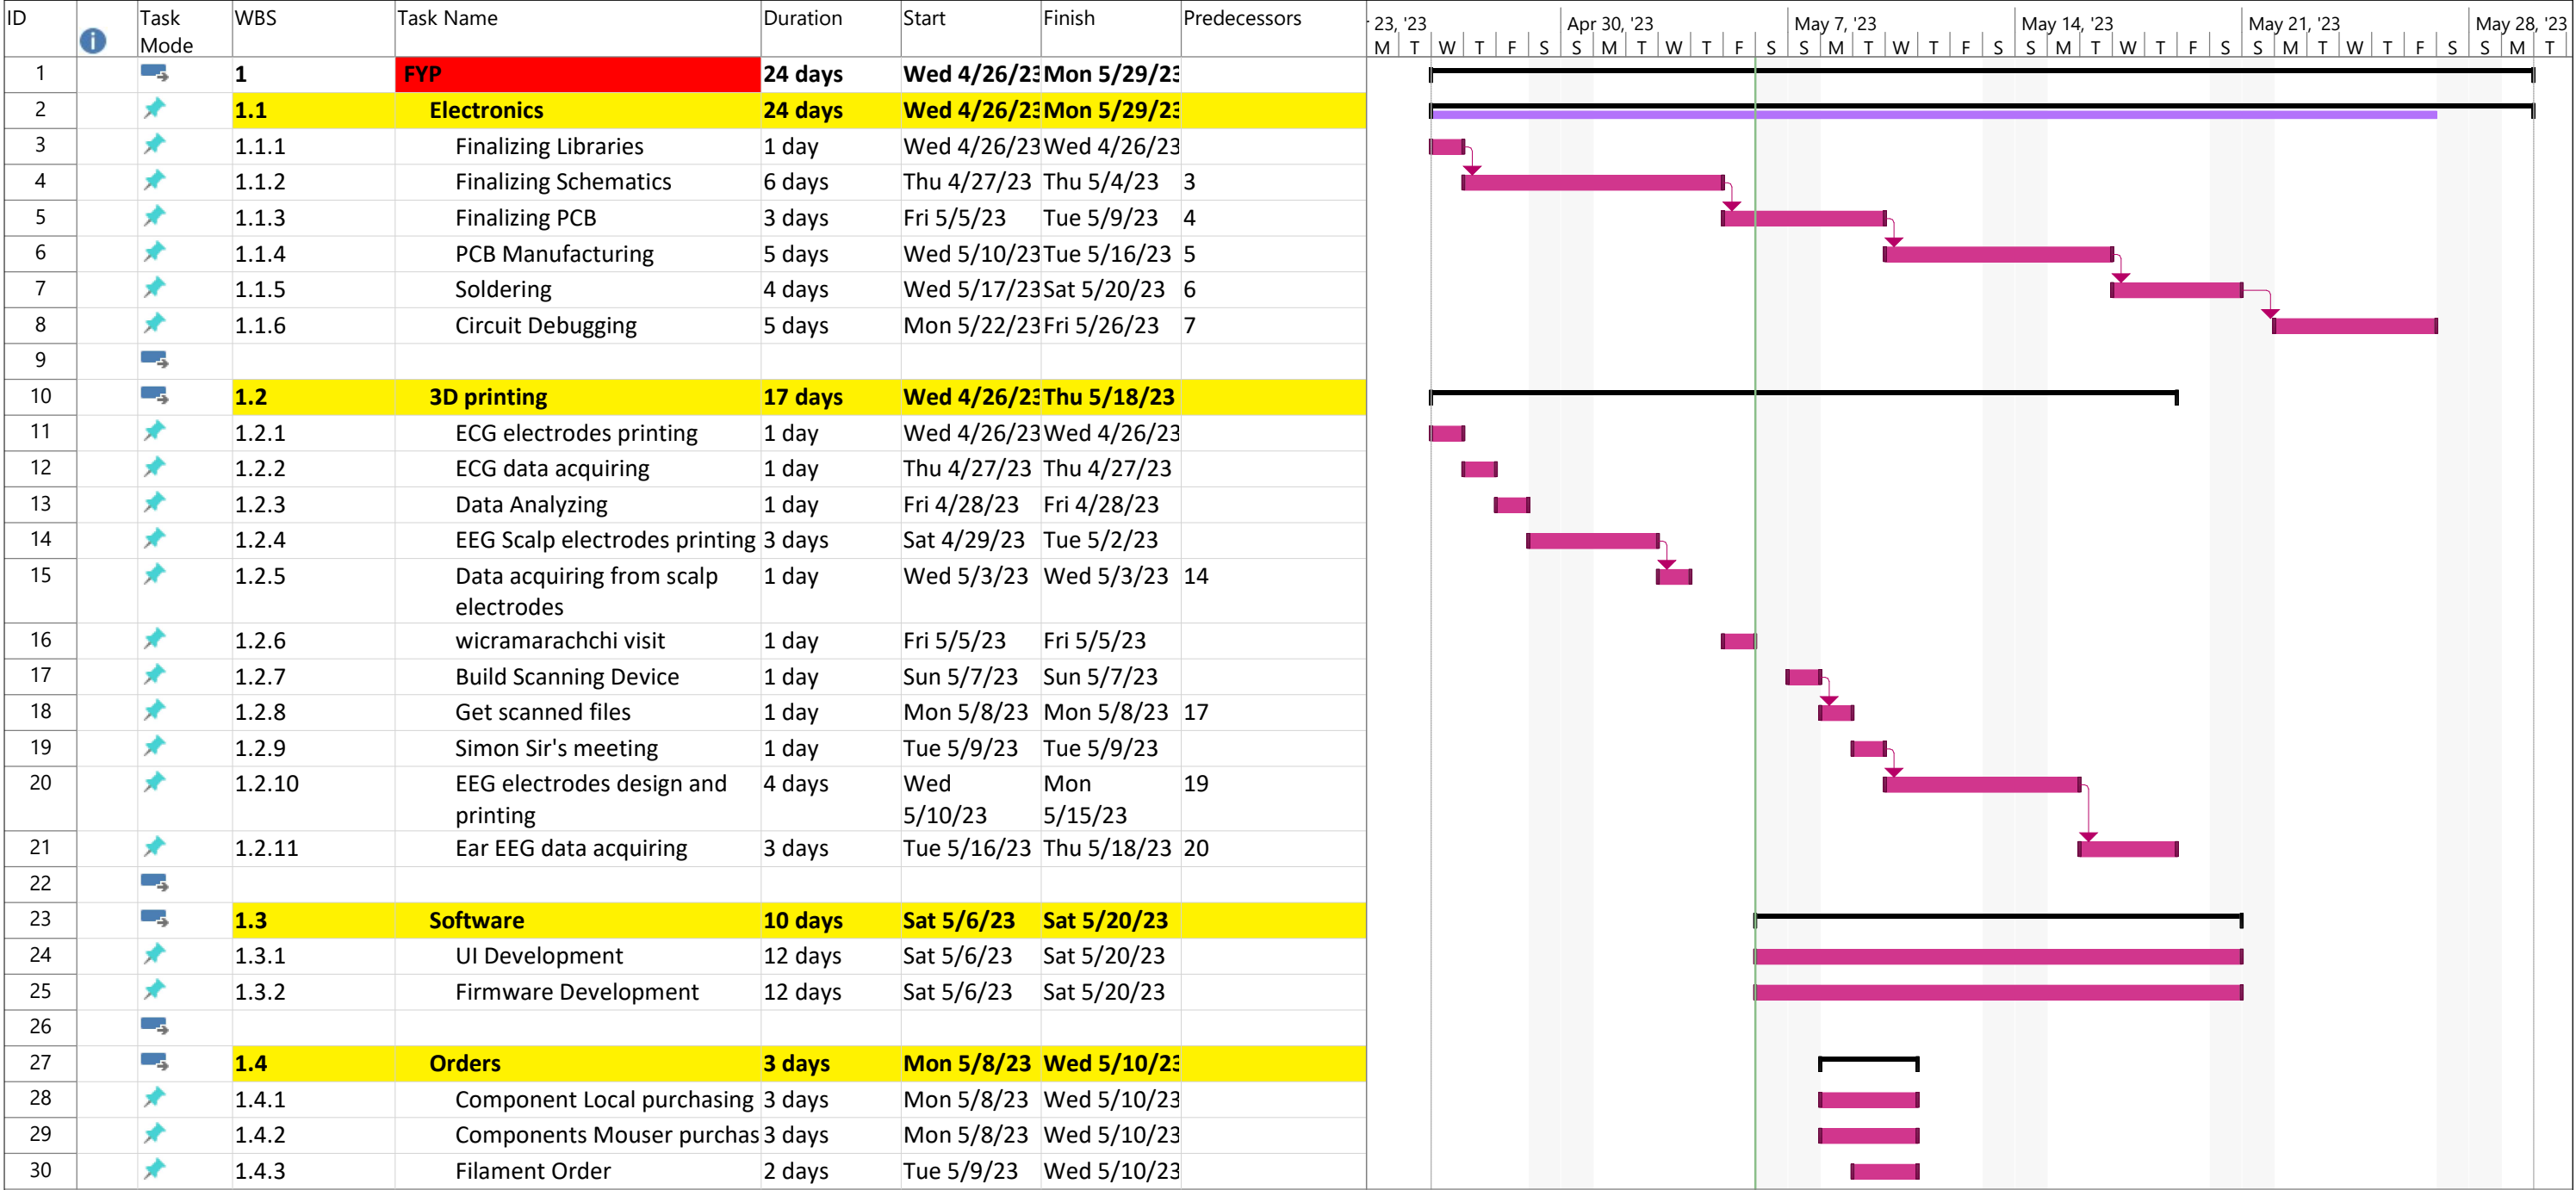 ID Task Mode WBS Task Name Duration Start Finish Predecessors
23, '23 Apr 30, '23 May 7, '23 May 14, '23 May 21, '23 May 28, '23
M T W T F S S M T W T F S S M T W T F S S M T W T F S S M T W T F S S M T
1 1 FYP 24 days Wed 4/26/23 Mon 5/29/23
2 1.1 Electronics 24 days Wed 4/26/23 Mon 5/29/23
3 1.1.1 Finalizing Libraries 1 day Wed 4/26/23 Wed 4/26/23
4 1.1.2 Finalizing Schematics 6 days Thu 4/27/23 Thu 5/4/23 3
5 1.1.3 Finalizing PCB 3 days Fri 5/5/23 Tue 5/9/23 4
6 1.1.4 PCB Manufacturing 5 days Wed 5/10/23 Tue 5/16/23 5
7 1.1.5 Soldering 4 days Wed 5/17/23 Sat 5/20/23 6
8 1.1.6 Circuit Debugging 5 days Mon 5/22/23 Fri 5/26/23 7
9
10 1.2 3D printing 17 days Wed 4/26/23 Thu 5/18/23
11 1.2.1 ECG electrodes printing 1 day Wed 4/26/23 Wed 4/26/23
12 1.2.2 ECG data acquiring 1 day Thu 4/27/23 Thu 4/27/23
13 1.2.3 Data Analyzing 1 day Fri 4/28/23 Fri 4/28/23
14 1.2.4 EEG Scalp electrodes printing 3 days Sat 4/29/23 Tue 5/2/23
15 1.2.5 Data acquiring from scalp 1 day Wed 5/3/23 Wed 5/3/23 14
electrodes
16 1.2.6 wicramarachchi visit 1 day Fri 5/5/23 Fri 5/5/23
17 1.2.7 Build Scanning Device 1 day Sun 5/7/23 Sun 5/7/23
18 1.2.8 Get scanned files 1 day Mon 5/8/23 Mon 5/8/23 17
19 1.2.9 Simon Sir's meeting 1 day Tue 5/9/23 Tue 5/9/23
20 1.2.10 EEG electrodes design and 4 days Wed Mon 19
printing 5/10/23 5/15/23
21 1.2.11 Ear EEG data acquiring 3 days Tue 5/16/23 Thu 5/18/23 20
22
23 1.3 Software 10 days Sat 5/6/23 Sat 5/20/23
24 1.3.1 UI Development 12 days Sat 5/6/23 Sat 5/20/23
25 1.3.2 Firmware Development 12 days Sat 5/6/23 Sat 5/20/23
26
27 1.4 Orders 3 days Mon 5/8/23 Wed 5/10/23
28 1.4.1 Component Local purchasing 3 days Mon 5/8/23 Wed 5/10/23
29 1.4.2 Components Mouser purchas 3 days Mon 5/8/23 Wed 5/10/23
30 1.4.3 Filament Order 2 days Tue 5/9/23 Wed 5/10/23